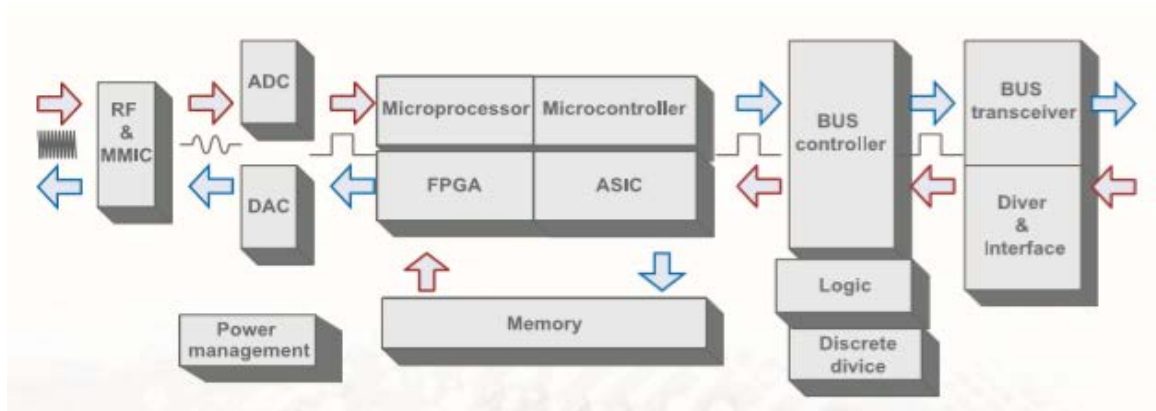 RF
&
MMIC
ADC
DAC
Microprocessor
Microcontroller
FPGA
ASIC
Memory
Power
management
BUS
controller
Logic
Discrete
divice
BUS
transceiver
Diver
&
Interface